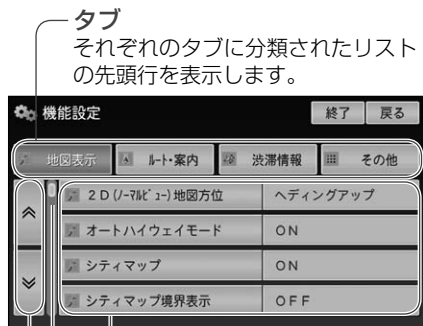 タブ
それぞれのタブに分類されたリスト
の先頭行を表示します。
機能設定 終了 戻る
地図表示 ルート・案内 渋滞情報 その他
2D(ノーマルビュー)地図方位 ヘディングアップ
オートハイウェイモード ON
シティマップ ON
シティマップ境界表示 OFF